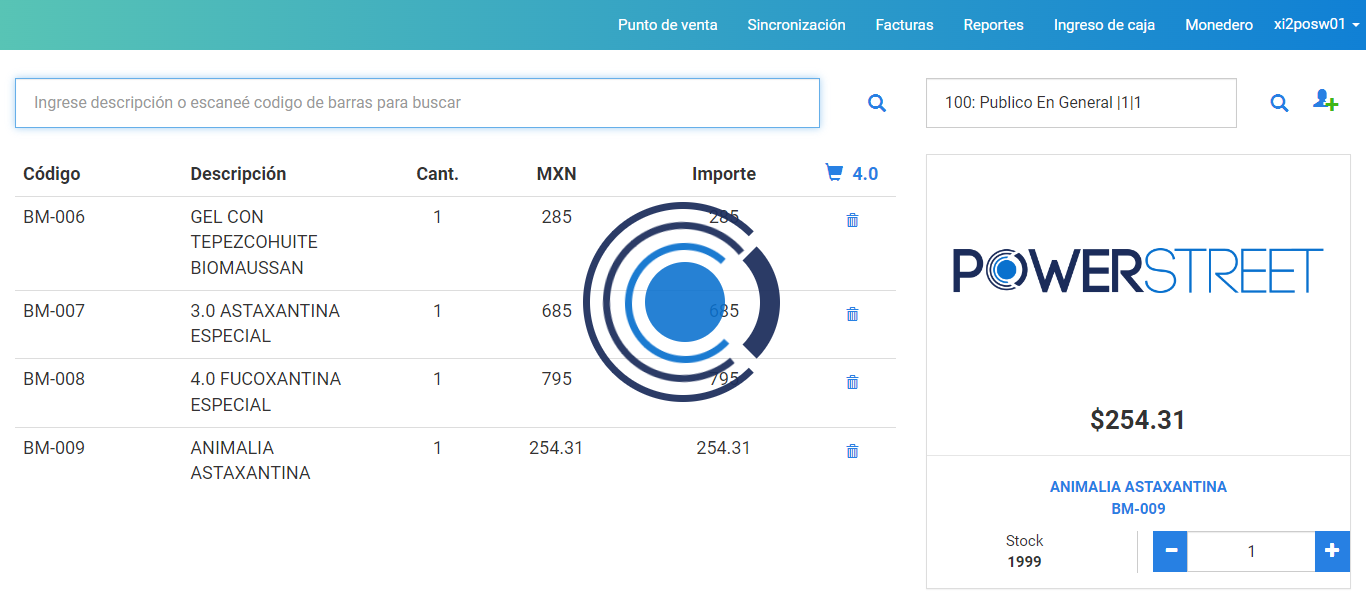 Punto de venta Sincronización Facturas Reportes Ingreso de caja Monedero xi2posw01
Ingrese descripción o escaneé codigo de barras para buscar
100: Publico En General |1|1
Código Descripción Cant. MXN Importe 4.0
BM-006 GEL CON 1 285 285
TEPEZCOHUITE
BIOMAUSSAN
BM-007 3.0 ASTAXANTINA 1 685 685
ESPECIAL
BM-008 4.0 FUCOXANTINA 1 795 795
ESPECIAL
BM-009 ANIMALIA 1 254.31 254.31
ASTAXANTINA
POWERSTREET
$254.31
ANIMALIA ASTAXANTINA
BM-009
Stock
1999
1